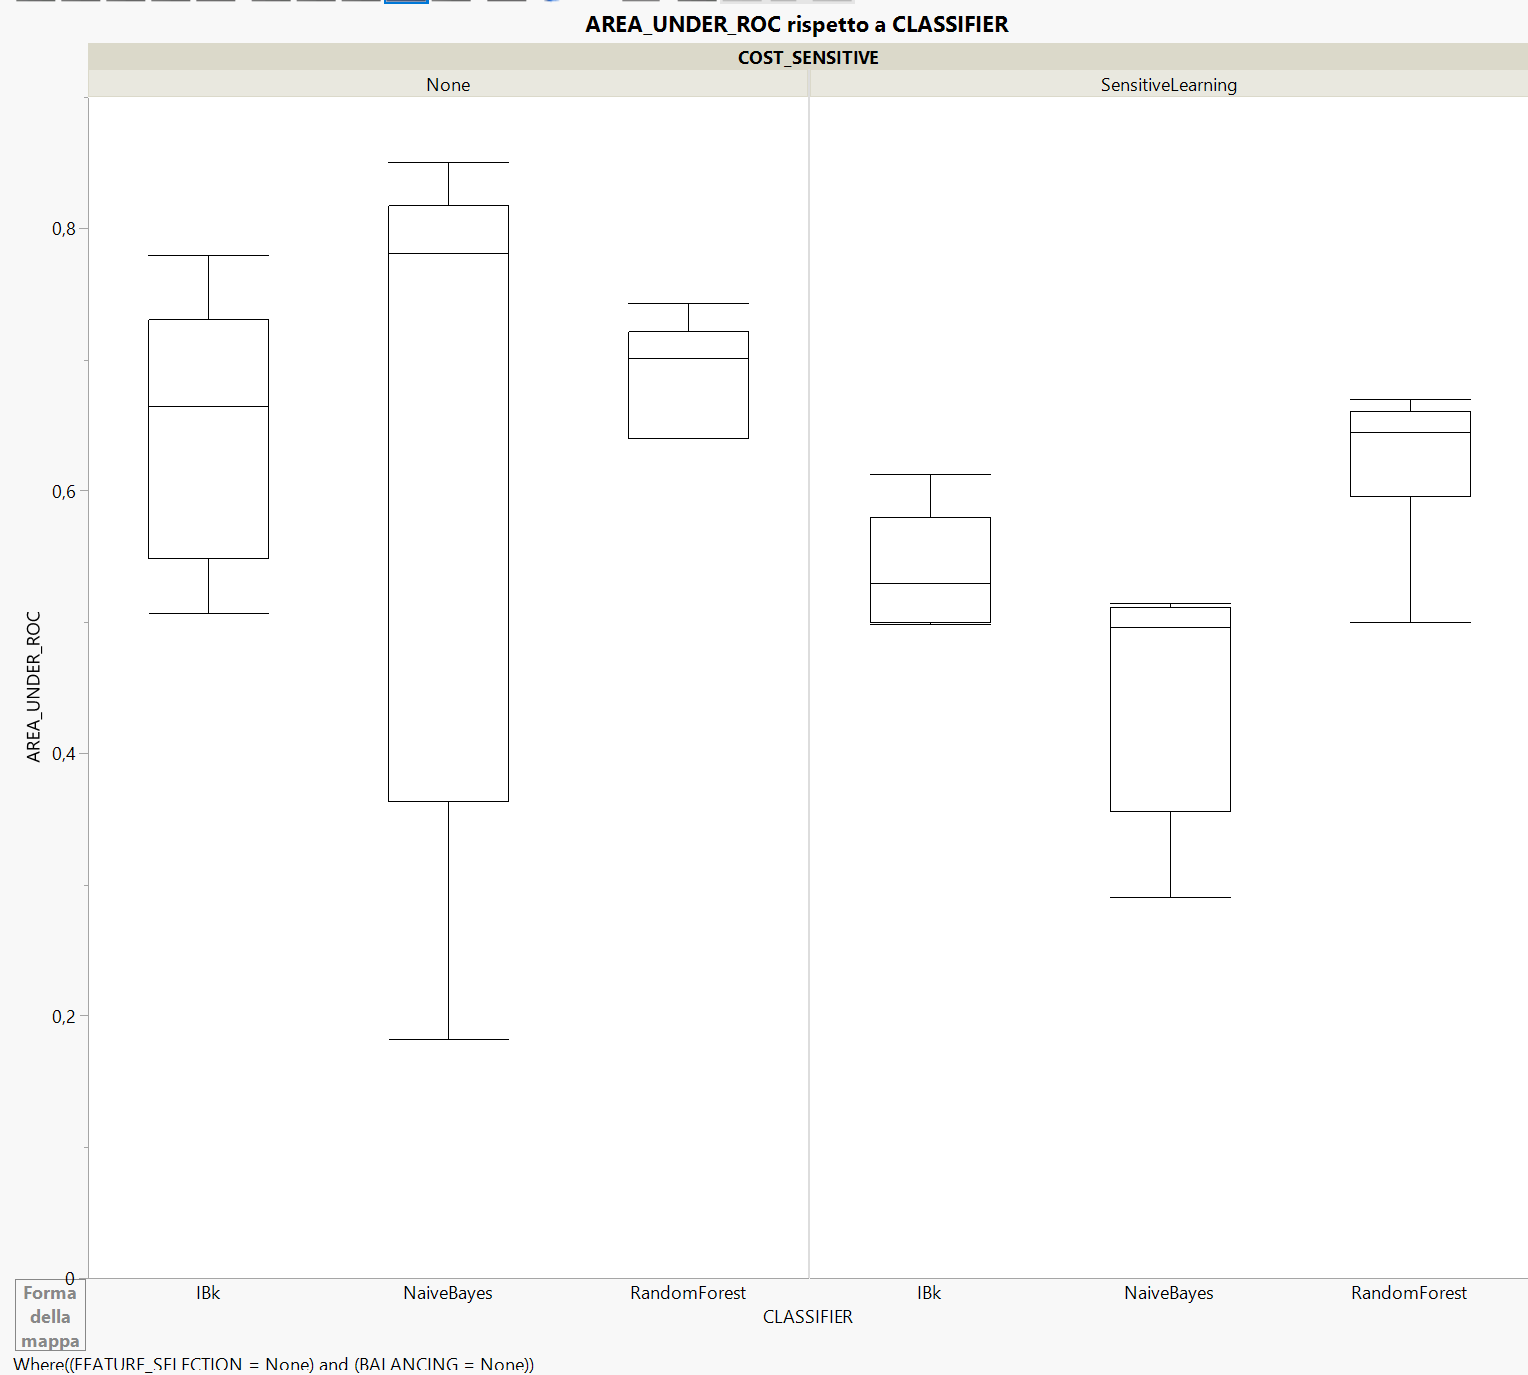 AREA_UNDER_ROC rispetto a CLASSIFIER
COST_SENSITIVE
None SensitiveLearning
0,8
0,6
0,4
0,2
0
AREA_UNDER_ROC
IBk NaiveBayes RandomForest IBk NaiveBayes RandomForest
CLASSIFIER
Forma
della
mappa
Where((FEATURE_SELECTION = None) and (BALANCING = None))